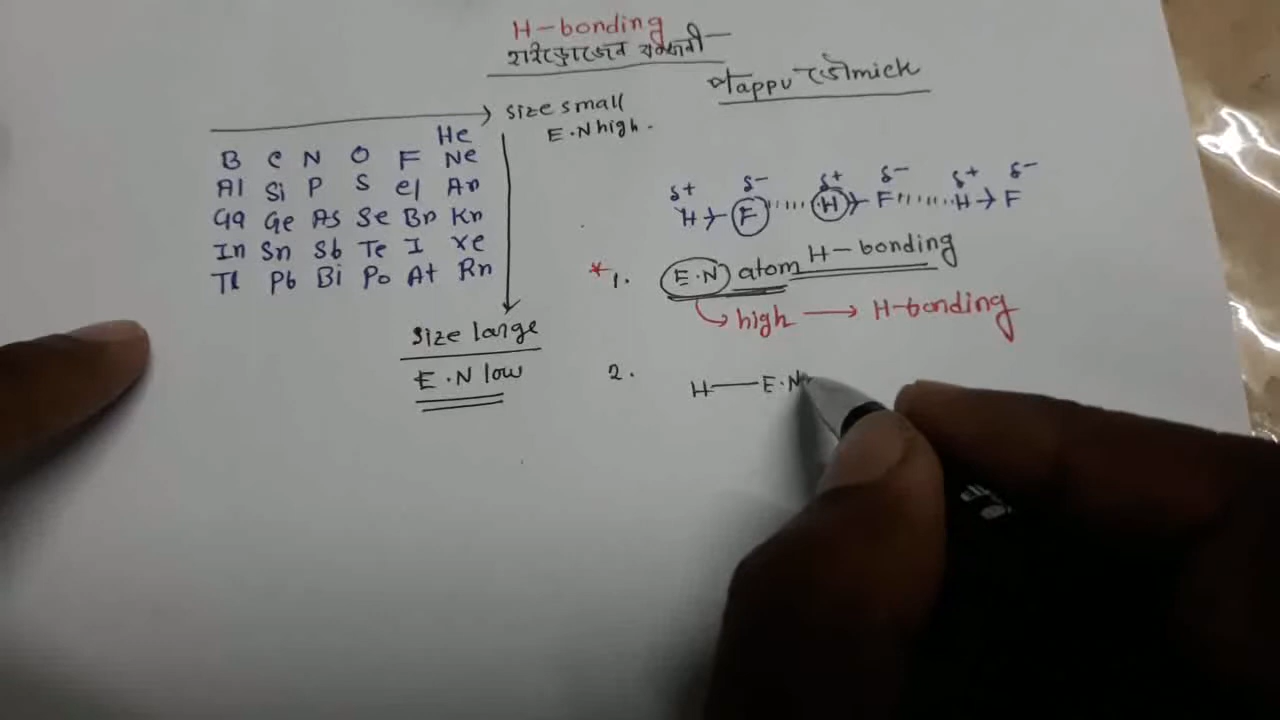 H-bonding
হাইড্রোজেন বন্ধনী—
size small
E.N high.
He
B C N O F Ne
Al Si P S Cl Ar
Ga Ge As Se Br Kr
In Sn Sb Te I Xe
Tl Pb Bi Po At Rn
size large
E.N low
δ+ δ- δ+ δ- δ+ δ-
H→F······H→F······H→F
*1. E.N atom H-bonding
high → H-bonding
2. H—E.N